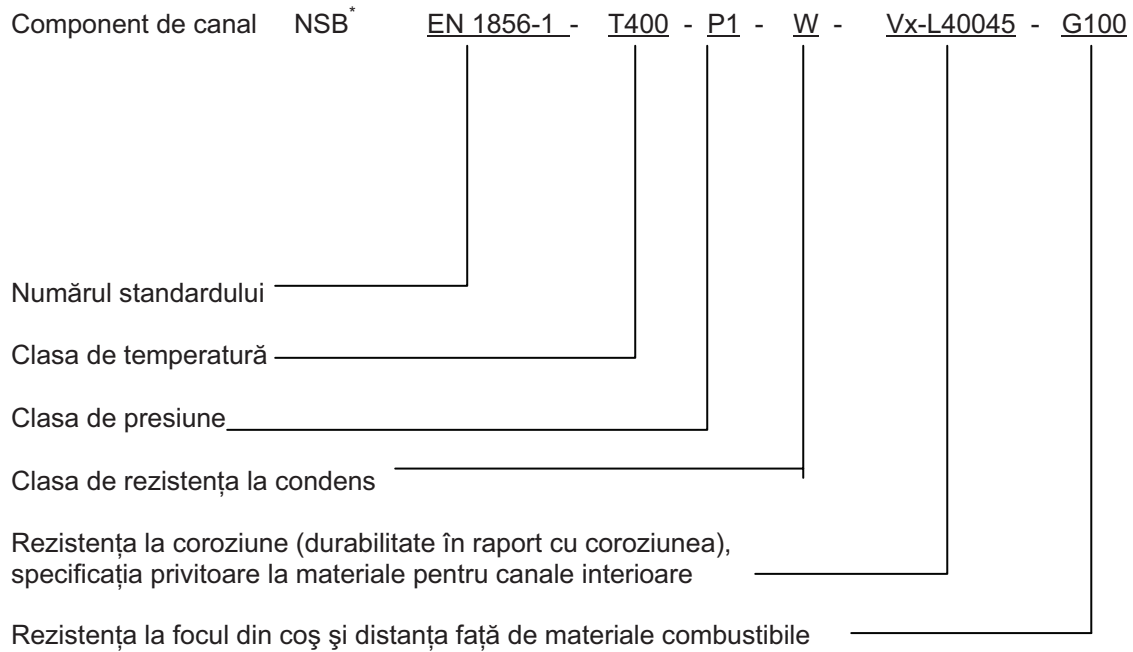 Component de canal NSB* EN 1856-1 - T400 - P1 - W - Vx-L40045 - G100
Numărul standardului
Clasa de temperatură
Clasa de presiune
Clasa de rezistența la condens
Rezistența la coroziune (durabilitate în raport cu coroziunea),
specificația privitoare la materiale pentru canale interioare
Rezistența la focul din coş şi distanța față de materiale combustibile